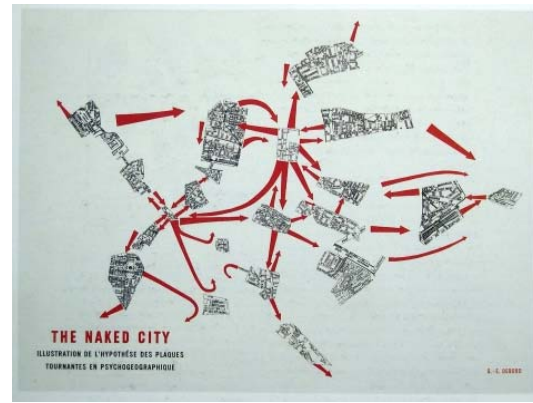 THE NAKED CITY
ILLUSTRATION DE L'HYPOTHÈSE DES PLAQUES
TOURNANTES EN PSYCHOGEOGRAPHIQUE
G.-E. DEBORD